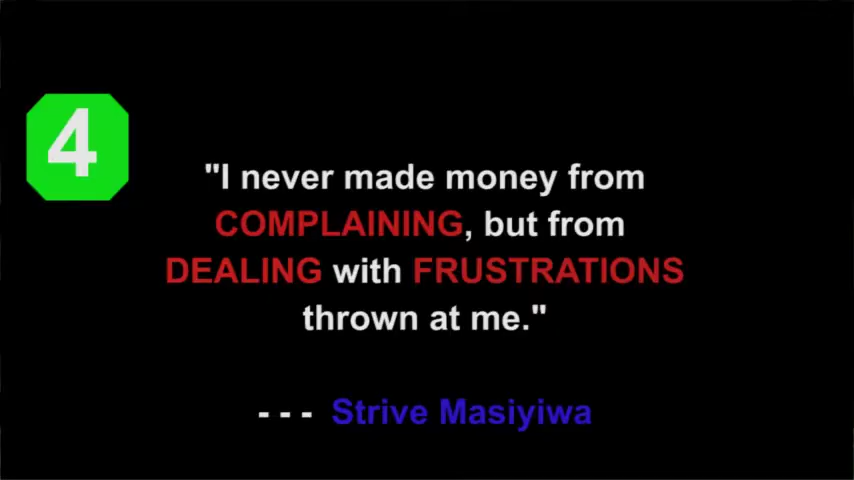 4
"I never made money from
COMPLAINING, but from
DEALING with FRUSTRATIONS
thrown at me."
--- Strive Masiyiwa